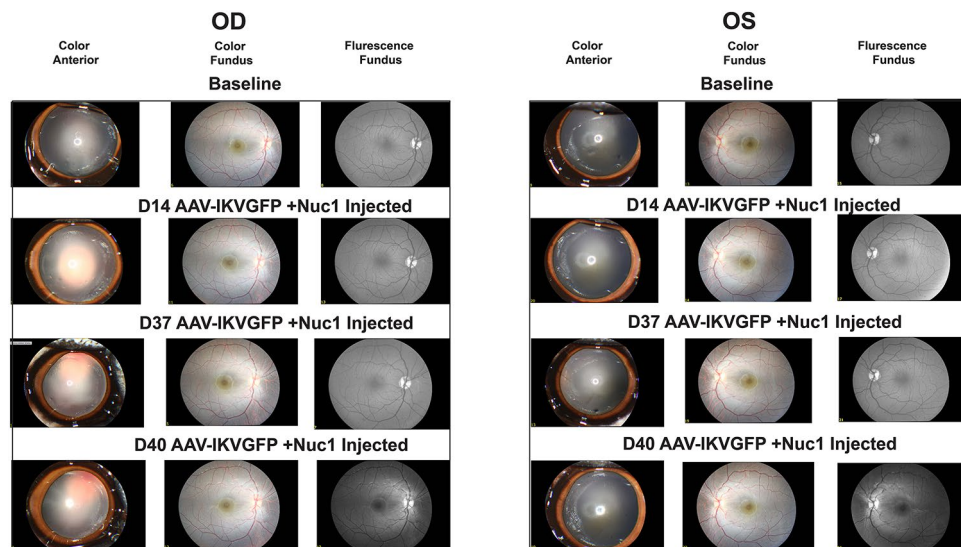 OD
OS
Color
Anterior
Color
Fundus
Flurescence
Fundus
Color
Anterior
Color
Fundus
Flurescence
Fundus
Baseline
Baseline
D14 AAV-IKVGFP +Nuc1 Injected
D14 AAV-IKVGFP +Nuc1 Injected
D37 AAV-IKVGFP +Nuc1 Injected
D37 AAV-IKVGFP +Nuc1 Injected
D40 AAV-IKVGFP +Nuc1 Injected
D40 AAV-IKVGFP +Nuc1 Injected